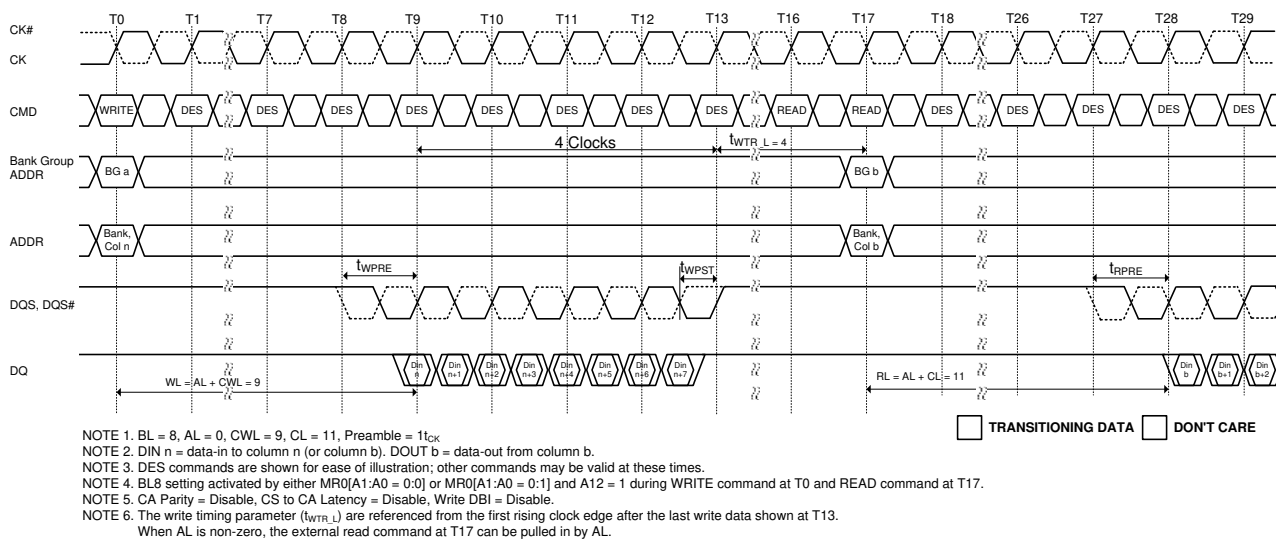 T0 T1 T7 T8 T9 T10 T11 T12 T13 T16 T17 T18 T26 T27 T28 T29
CK#
CK
CMD WRITE DES DES DES DES DES DES DES DES READ READ DES DES DES DES DES
4 Clocks tWTR_L = 4
Bank Group
ADDR
BG a BG b
ADDR
Bank,
Col n
Bank,
Col b
tWPRE tWPST tRPRE
DQS, DQS#
DQ
Din
n
Din
n+1
Din
n+2
Din
n+3
Din
n+4
Din
n+5
Din
n+6
Din
n+7
Din
b
Din
b+1
Din
b+2
WL = AL + CWL = 9 RL = AL + CL = 11
TRANSITIONING DATA DON'T CARE
NOTE 1. BL = 8, AL = 0, CWL = 9, CL = 11, Preamble = 1tCK
NOTE 2. DIN n = data-in to column n (or column b). DOUT b = data-out from column b.
NOTE 3. DES commands are shown for ease of illustration; other commands may be valid at these times.
NOTE 4. BL8 setting activated by either MR0[A1:A0 = 0:0] or MR0[A1:A0 = 0:1] and A12 = 1 during WRITE command at T0 and READ command at T17.
NOTE 5. CA Parity = Disable, CS to CA Latency = Disable, Write DBI = Disable.
NOTE 6. The write timing parameter (tWTR_L) are referenced from the first rising clock edge after the last write data shown at T13.
When AL is non-zero, the external read command at T17 can be pulled in by AL.